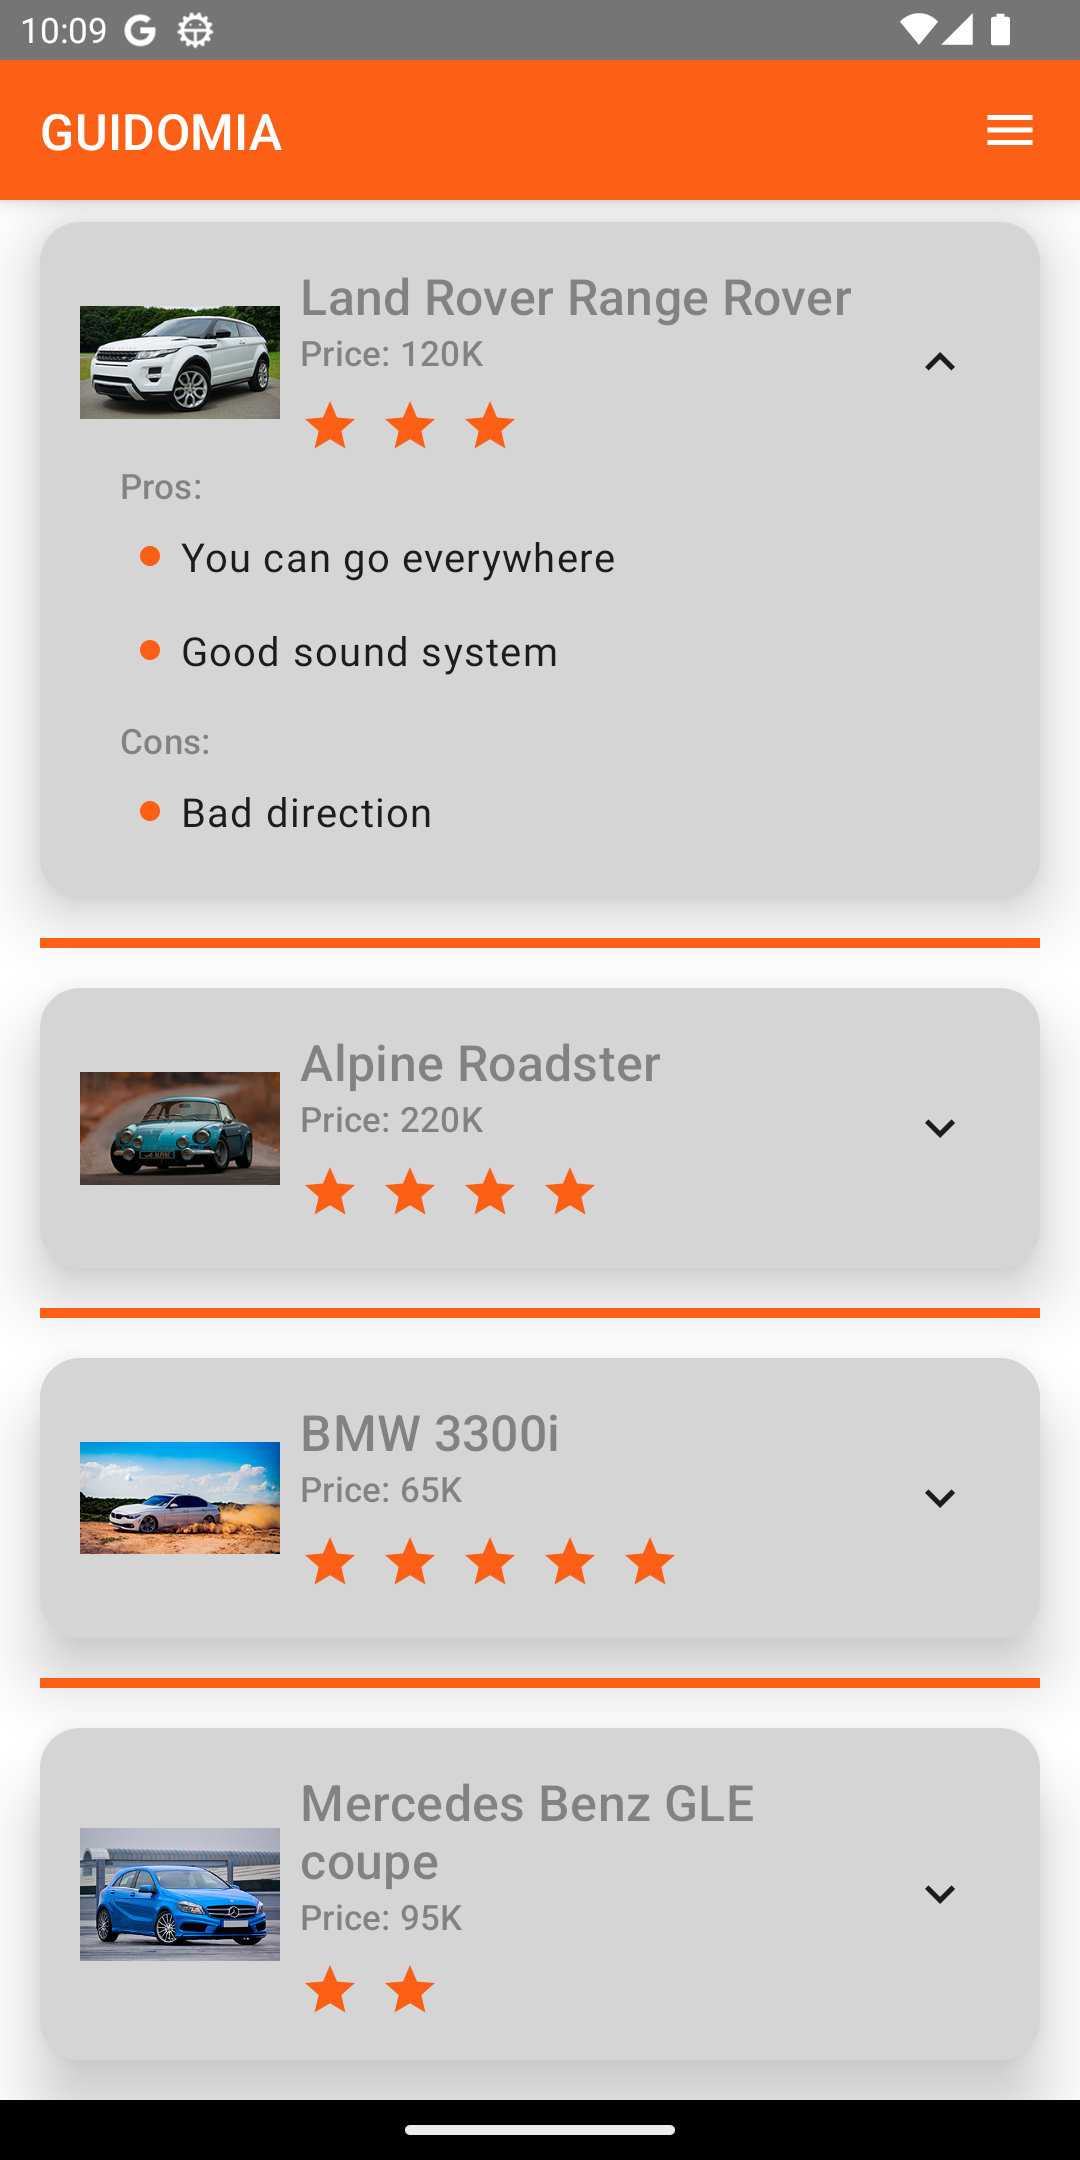 10:09
GUIDOMIA
Land Rover Range Rover
Price: 120K
Pros:
You can go everywhere
Good sound system
Cons:
Bad direction
Alpine Roadster
Price: 220K
BMW 3300i
Price: 65K
Mercedes Benz GLE
coupe
Price: 95K